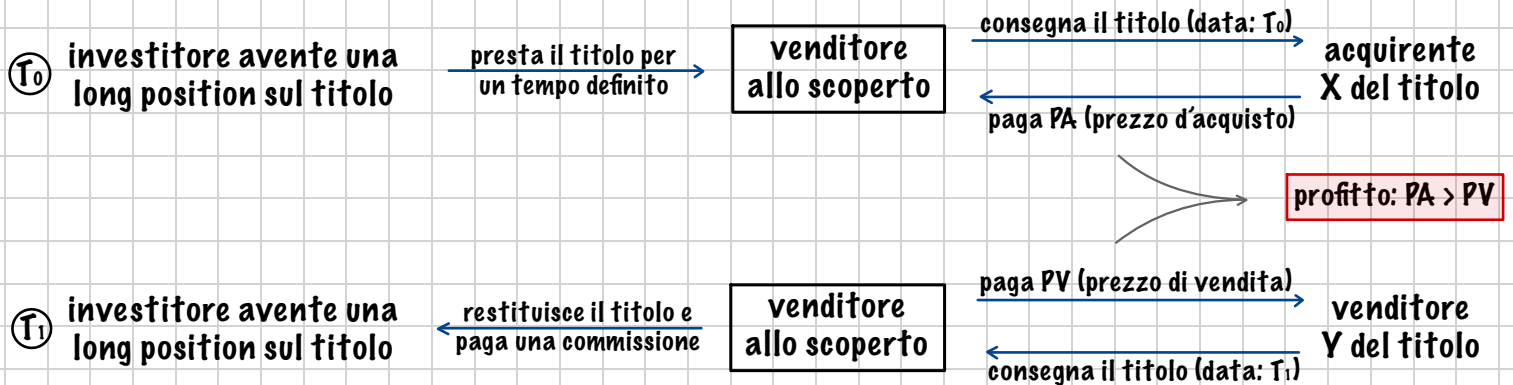 T₀
investitore avente una
long position sul titolo
presta il titolo per
un tempo definito
venditore
allo scoperto
consegna il titolo (data: T₀)
paga PA (prezzo d'acquisto)
acquirente
X del titolo
profitto: PA > PV
T₁
investitore avente una
long position sul titolo
restituisce il titolo e
paga una commissione
venditore
allo scoperto
paga PV (prezzo di vendita)
consegna il titolo (data: T₁)
venditore
Y del titolo